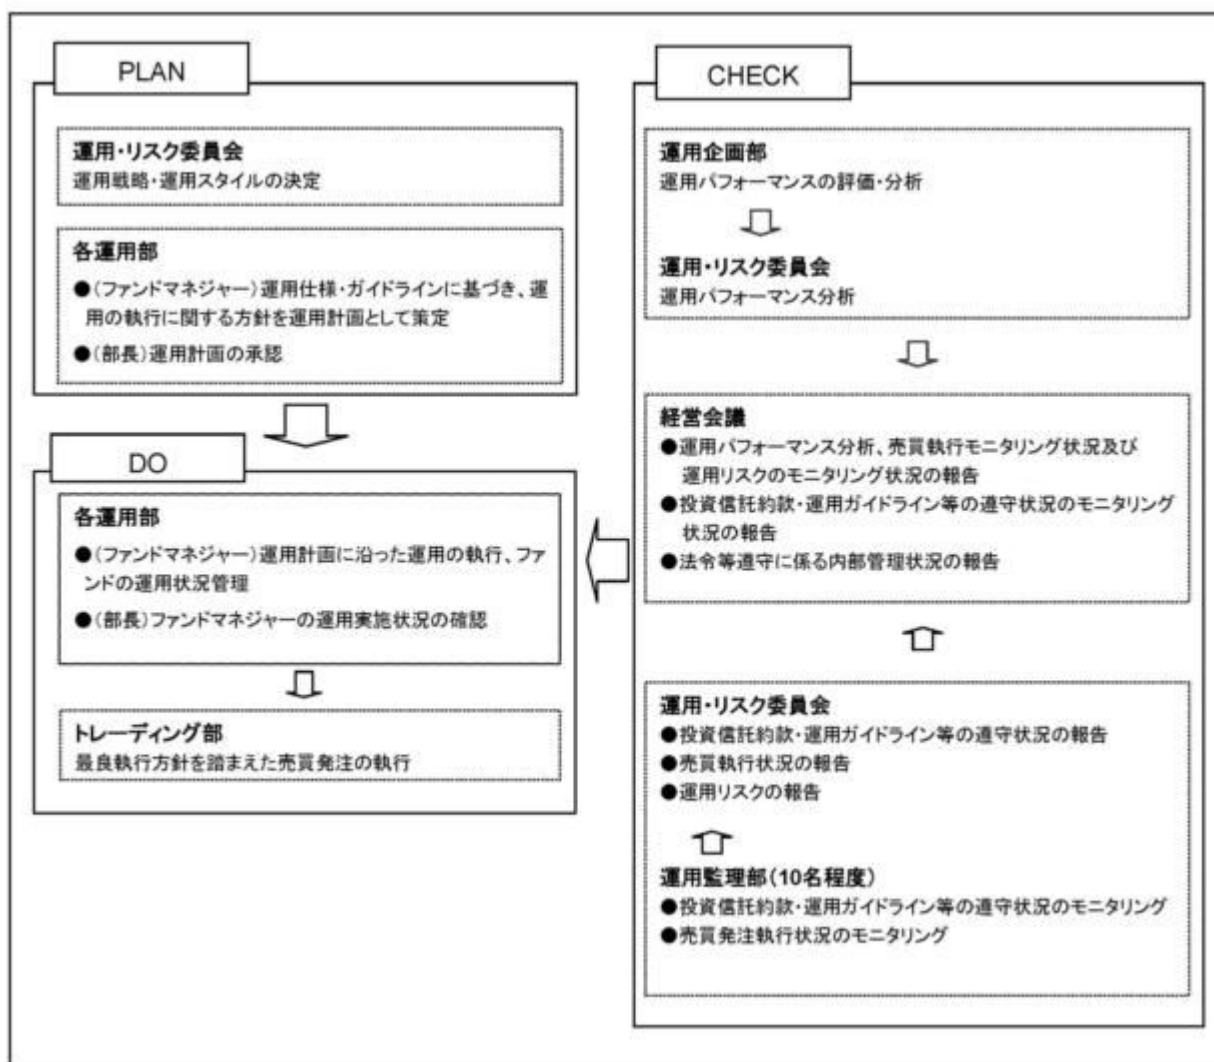 PLAN
運用・リスク委員会
運用戦略・運用スタイルの決定
各運用部
●(ファンドマネジャー)運用仕様・ガイドラインに基づき、運
用の執行に関する方針を運用計画として策定
●(部長)運用計画の承認
DO
各運用部
●(ファンドマネジャー)運用計画に沿った運用の執行、ファ
ンドの運用状況管理
●(部長)ファンドマネジャーの運用実施状況の確認
トレーディング部
最良執行方針を踏まえた売買発注の執行
CHECK
運用企画部
運用パフォーマンスの評価・分析
運用・リスク委員会
運用パフォーマンス分析
経営会議
●運用パフォーマンス分析、売買執行モニタリング状況及び
運用リスクのモニタリング状況の報告
●投資信託約款・運用ガイドライン等の遵守状況のモニタリング
状況の報告
●法令等遵守に係る内部管理状況の報告
運用・リスク委員会
●投資信託約款・運用ガイドライン等の遵守状況の報告
●売買執行状況の報告
●運用リスクの報告
運用監理部(10名程度)
●投資信託約款・運用ガイドライン等の遵守状況のモニタリング
●売買発注執行状況のモニタリング